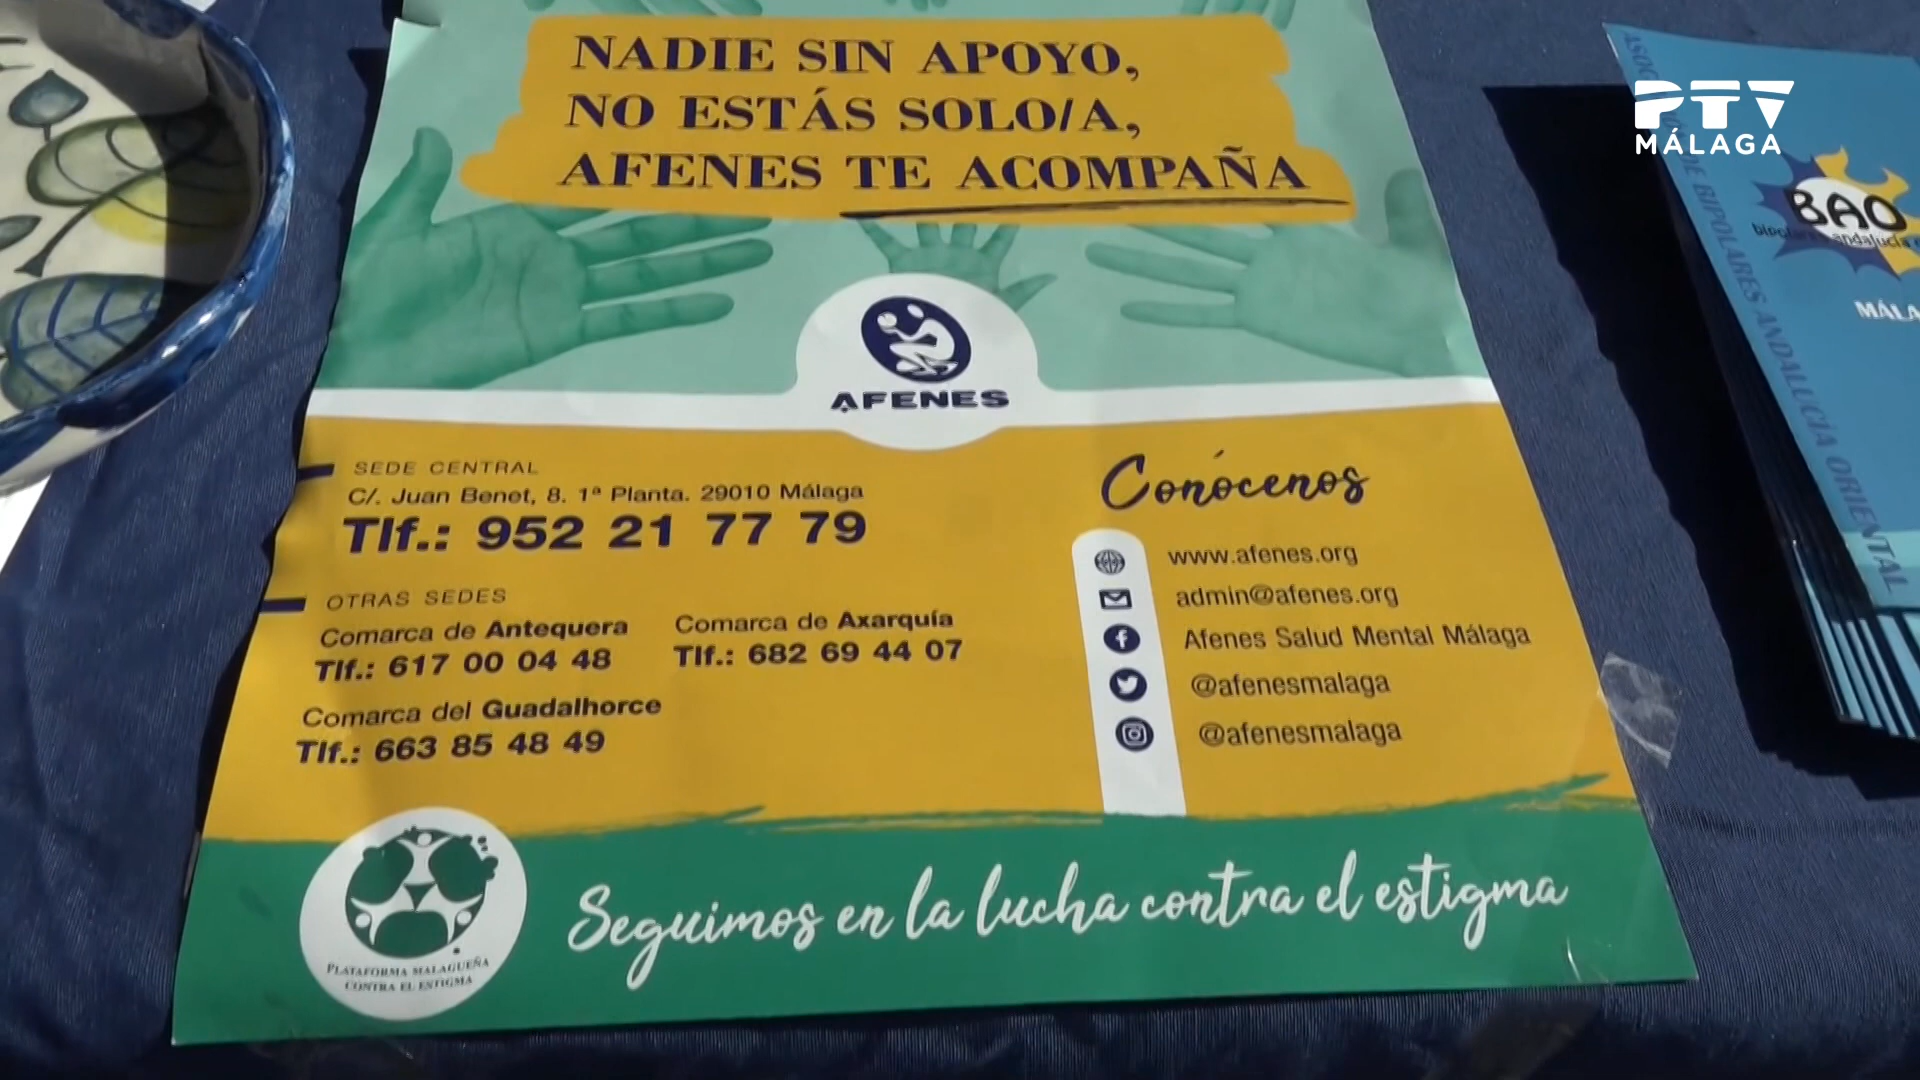 NADIE SIN APOYO,
NO ESTÁS SOLO/A,
AFENES TE ACOMPAÑA
AFENES
SEDE CENTRAL
C/. Juan Benet, 8. 1ª Planta. 29010 Málaga
Tlf.: 952 21 77 79
OTRAS SEDES
Comarca de Antequera
Tlf.: 617 00 04 48
Comarca de Axarquía
Tlf.: 682 69 44 07
Comarca del Guadalhorce
Tlf.: 663 85 48 49
Conócenos
www.afenes.org
admin@afenes.org
Afenes Salud Mental Málaga
@afenesmalaga
@afenesmalaga
PLATAFORMA MALAGUEÑA
CONTRA EL ESTIGMA
Seguimos en la lucha contra el estigma
PTV
MÁLAGA
DE BIPOLARES ANDALUCÍA ORIENTAL
BAO
andalucía